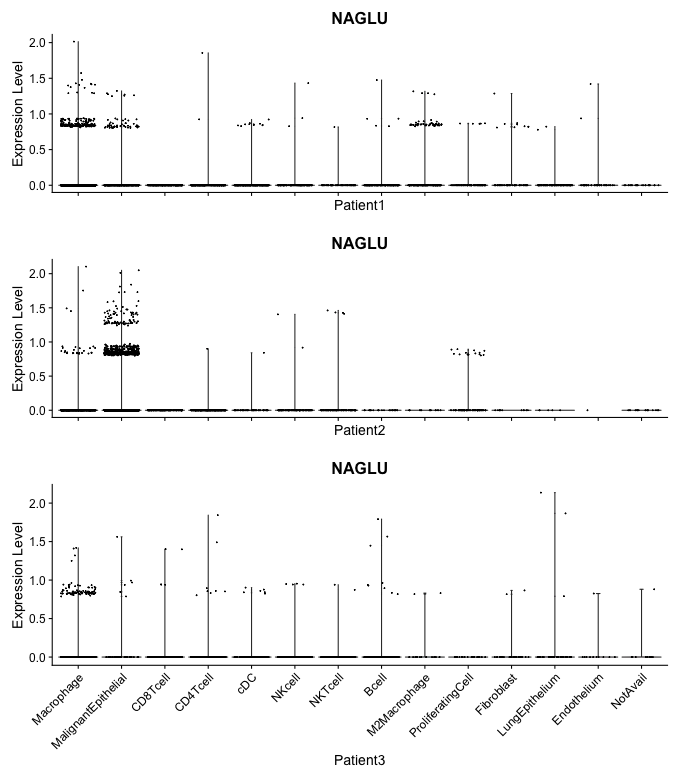 NAGLU
Expression Level
2.0
1.5
1.0
0.5
0.0
Patient1
NAGLU
Expression Level
2.0
1.5
1.0
0.5
0.0
Patient2
NAGLU
Expression Level
2.0
1.5
1.0
0.5
0.0
Macrophage
MalignantEpithelial
CD8Tcell
CD4Tcell
cDC
NKcell
NKTcell
Bcell
M2Macrophage
ProliferatingCell
Fibroblast
LungEpithelium
Endothelium
NotAvail
Patient3